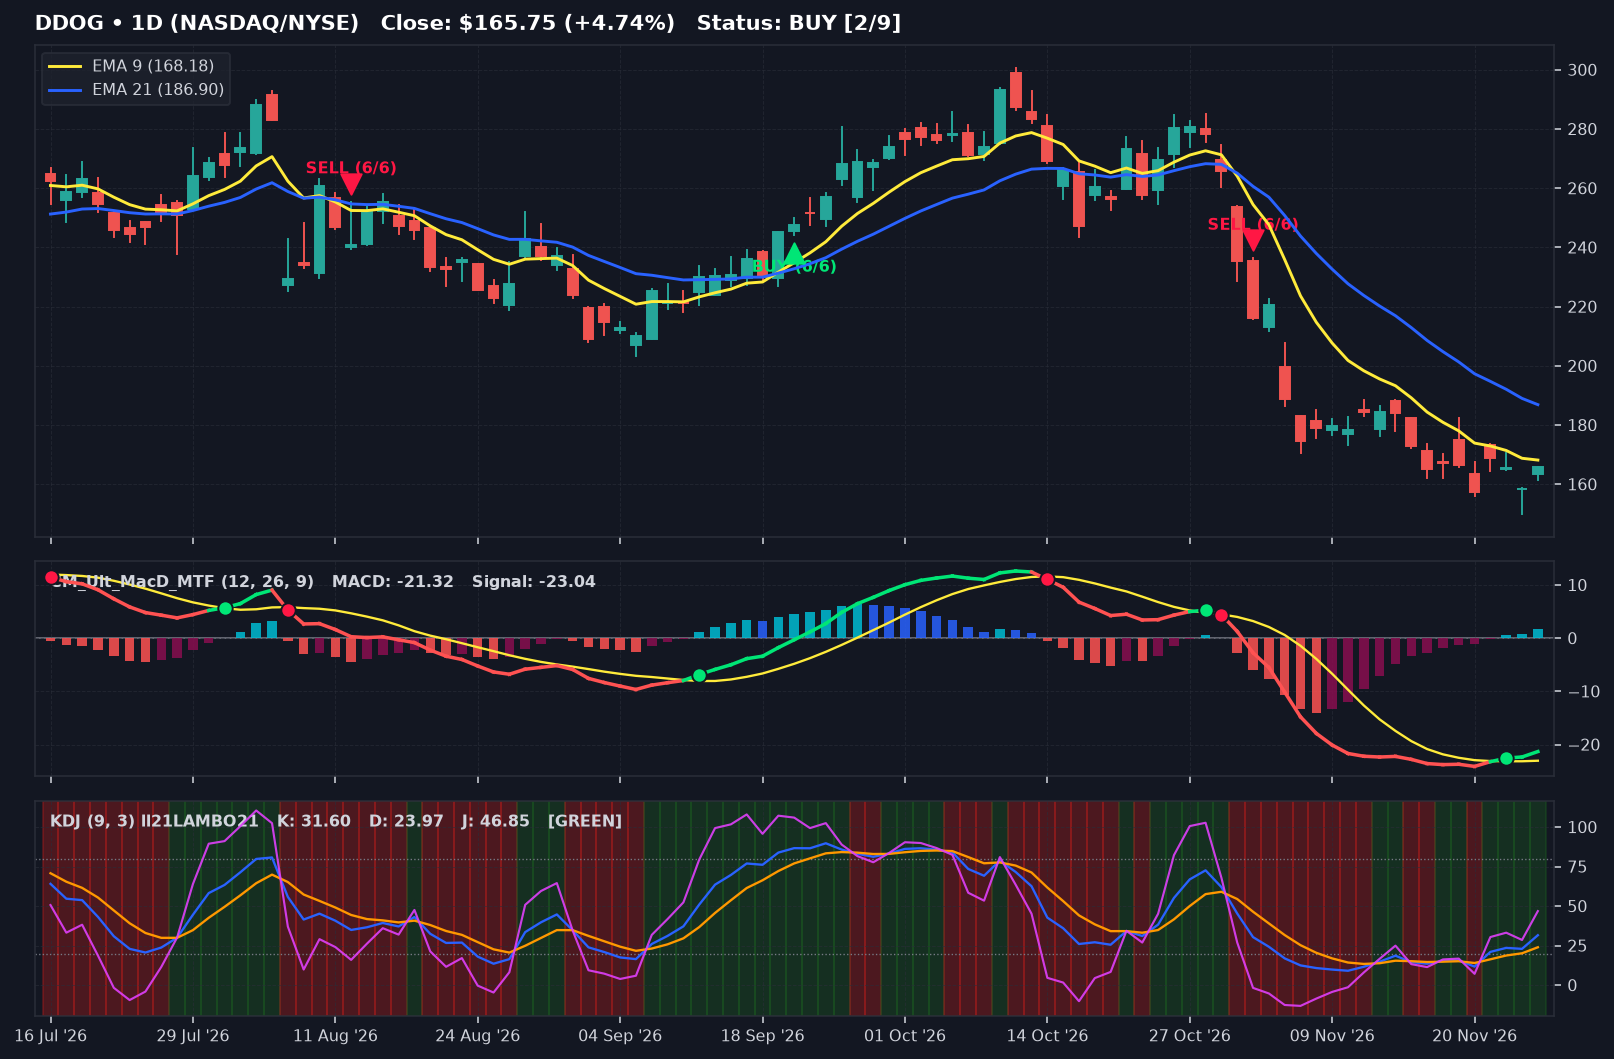 DDOG • 1D (NASDAQ/NYSE)   Close: $165.75 (+4.74%)   Status: BUY [2/9]
EMA 9 (168.18)
EMA 21 (186.90)
SELL (6/6)
BUY (6/6)
SELL (6/6)
300
280
260
240
220
200
180
160
CM_Ult_MacD_MTF (12, 26, 9)   MACD: -21.32   Signal: -23.04
10
0
−10
−20
KDJ (9, 3) II21LAMBO21   K: 31.60   D: 23.97   J: 46.85   [GREEN]
100
75
50
25
0
16 Jul '26   29 Jul '26   11 Aug '26   24 Aug '26   04 Sep '26   18 Sep '26   01 Oct '26   14 Oct '26   27 Oct '26   09 Nov '26   20 Nov '26